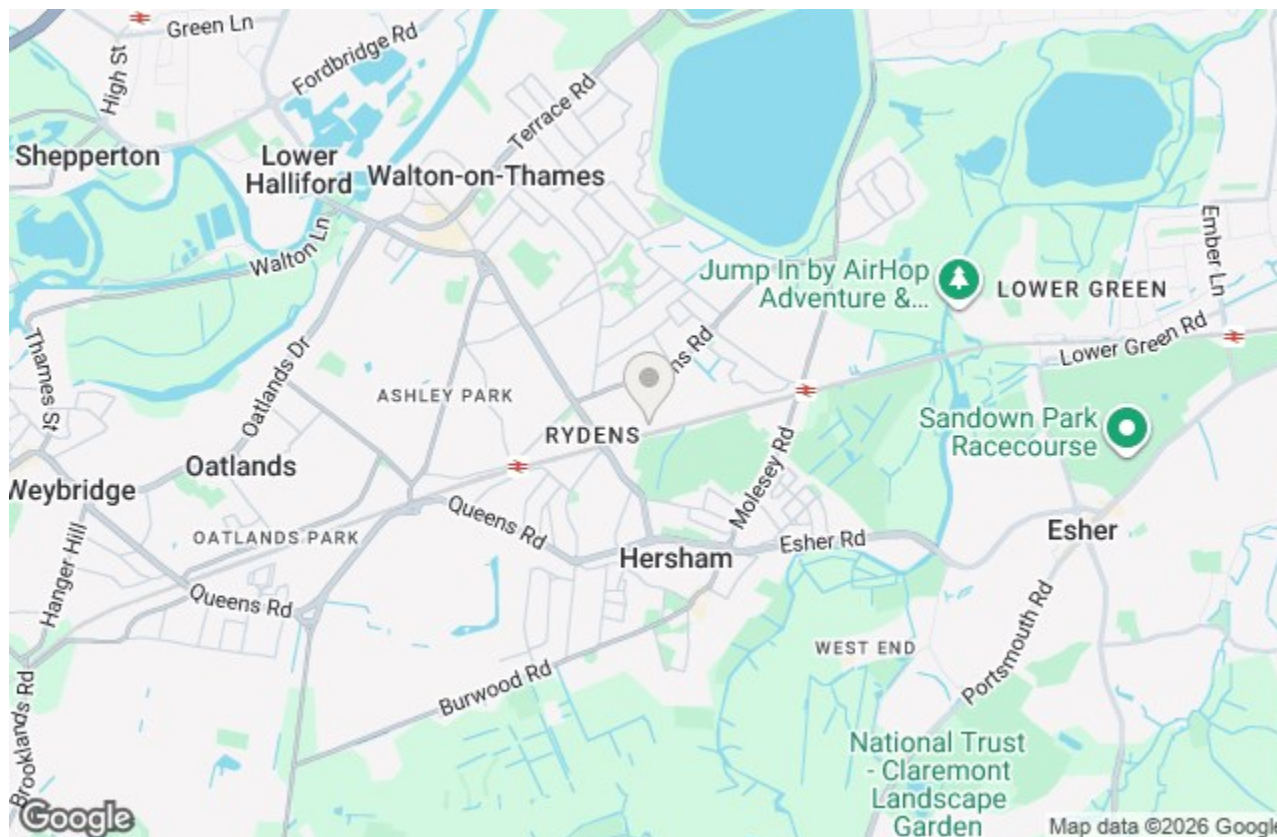 Green Ln
High St
Fordbridge Rd
Terrace Rd
Shepperton
Lower
Halliford
Walton-on-Thames
Walton Ln
Ember Ln
Jump In by AirHop
Adventure &...
LOWER GREEN
Lower Green Rd
Thames St
Oatlands Dr
ns Rd
ASHLEY PARK
Sandown Park
Racecourse
RYDENS
Oatlands
Weybridge
Molesey Rd
Queens Rd
OATLANDS PARK
Esher Rd
Esher
Hersham
Hanger Hill
Queens Rd
WEST END
Portsmouth Rd
Burwood Rd
Brooklands Rd
National Trust
- Claremont
Landscape
Garden
Google
Map data ©2026 Google